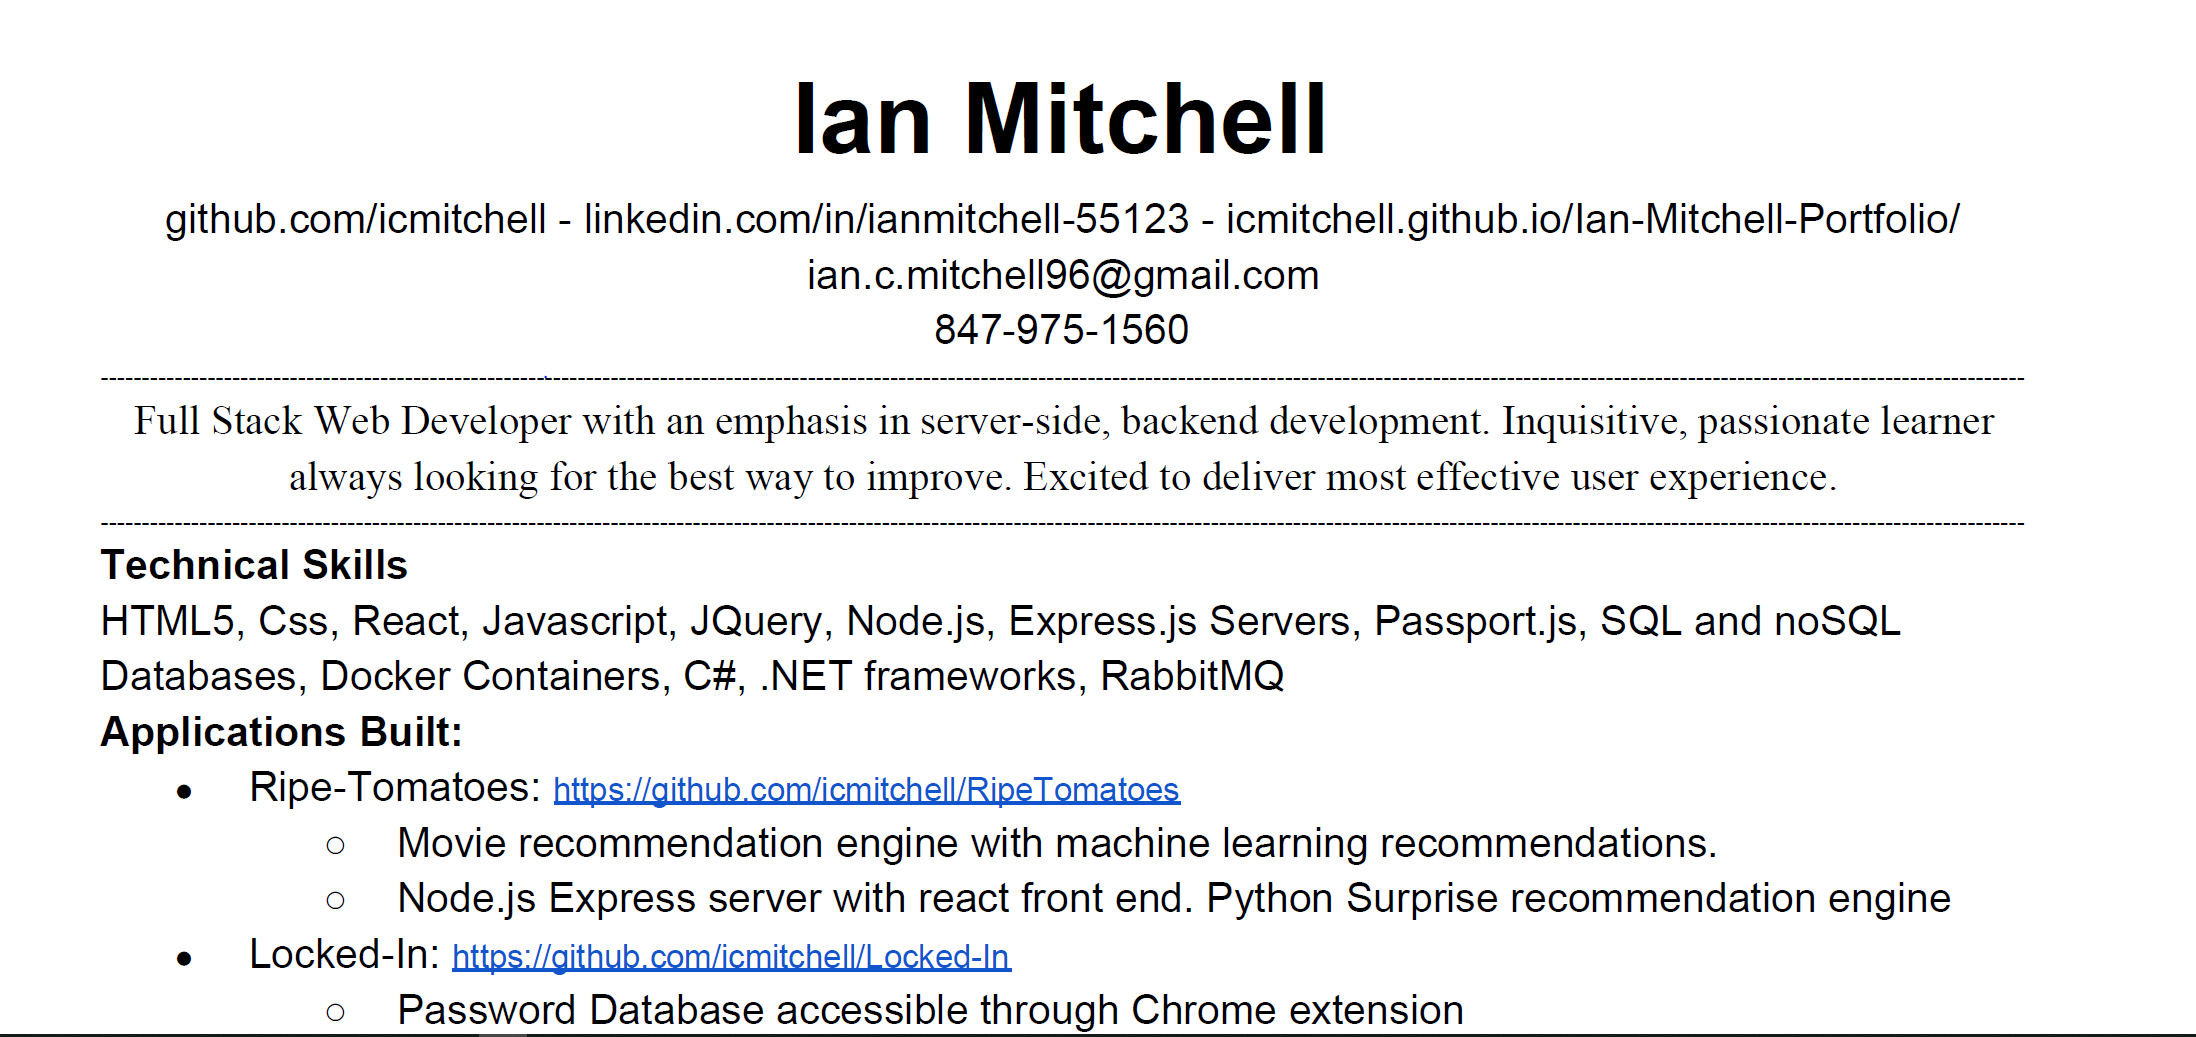 Ian Mitchell
github.com/icmitchell - linkedin.com/in/ianmitchell-55123 - icmitchell.github.io/Ian-Mitchell-Portfolio/
ian.c.mitchell96@gmail.com
847-975-1560
Full Stack Web Developer with an emphasis in server-side, backend development. Inquisitive, passionate learner
always looking for the best way to improve. Excited to deliver most effective user experience.
Technical Skills
HTML5, Css, React, Javascript, JQuery, Node.js, Express.js Servers, Passport.js, SQL and noSQL
Databases, Docker Containers, C#, .NET frameworks, RabbitMQ
Applications Built:
● Ripe-Tomatoes: https://github.com/icmitchell/RipeTomatoes
○ Movie recommendation engine with machine learning recommendations.
○ Node.js Express server with react front end. Python Surprise recommendation engine
● Locked-In: https://github.com/icmitchell/Locked-In
○ Password Database accessible through Chrome extension